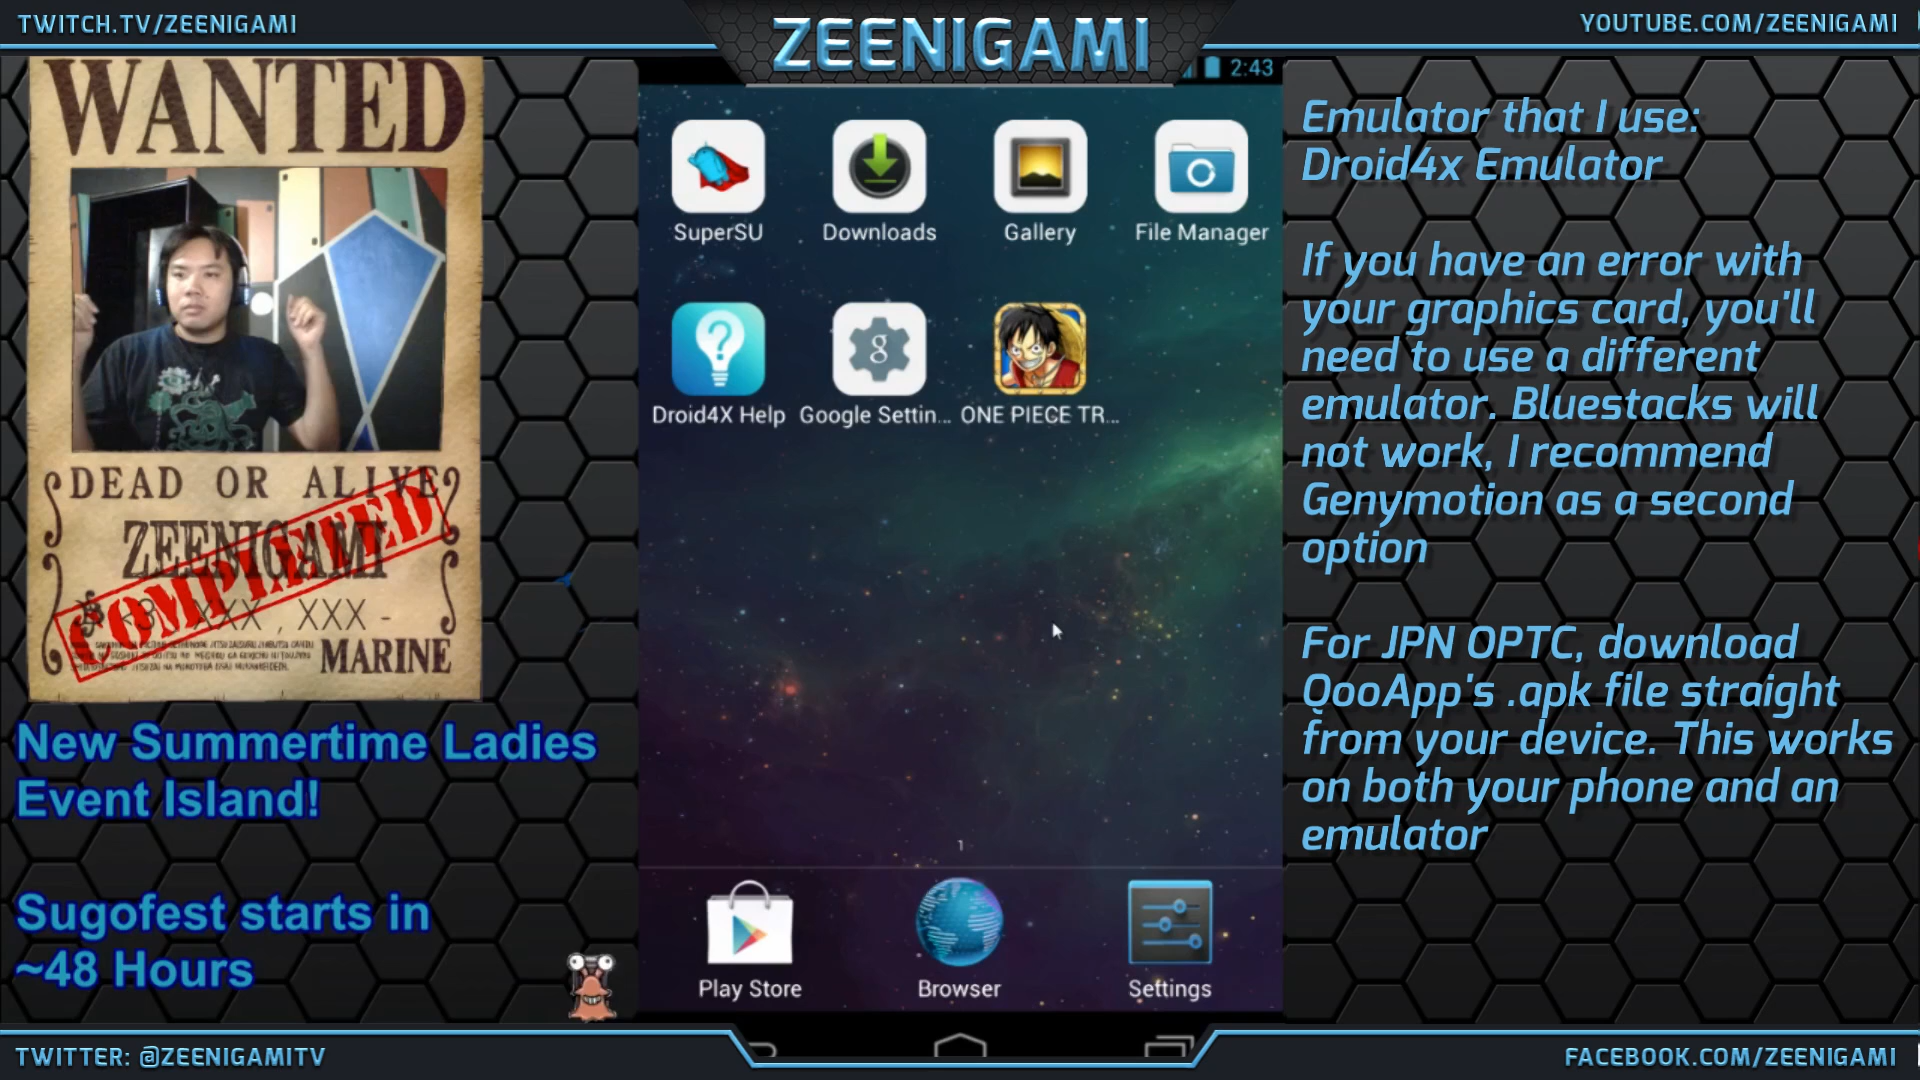 TWITCH.TV/ZEENIGAMI
ZEENIGAMI
YOUTUBE.COM/ZEENIGAMI
2:43
WANTED
DEAD OR ALIVE
ZEENIGAMI
COMPLETED
XXX, XXX -
MARINE
New Summertime Ladies
Event Island!
Sugofest starts in
~48 Hours
SuperSU
Downloads
Gallery
File Manager
Droid4X Help
Google Settin...
ONE PIECE TR...
1
Play Store
Browser
Settings
Emulator that I use:
Droid4x Emulator
If you have an error with
your graphics card, you'll
need to use a different
emulator. Bluestacks will
not work, I recommend
Genymotion as a second
option
For JPN OPTC, download
QooApp's .apk file straight
from your device. This works
on both your phone and an
emulator
TWITTER: @ZEENIGAMITV
FACEBOOK.COM/ZEENIGAMI